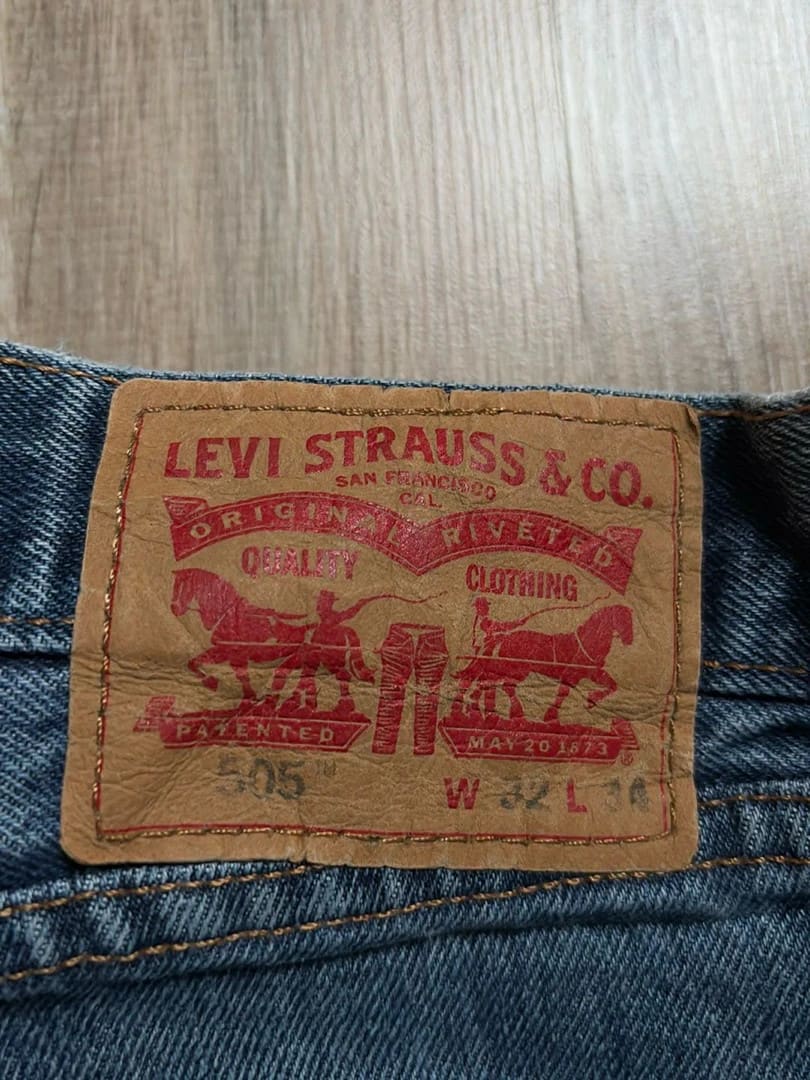 LEVI STRAUSS & CO.
SAN FRANCISCO
CAL.
ORIGINAL RIVETED
QUALITY CLOTHING
PATENTED MAY 20 1873 ®
505™ W 32 L 34